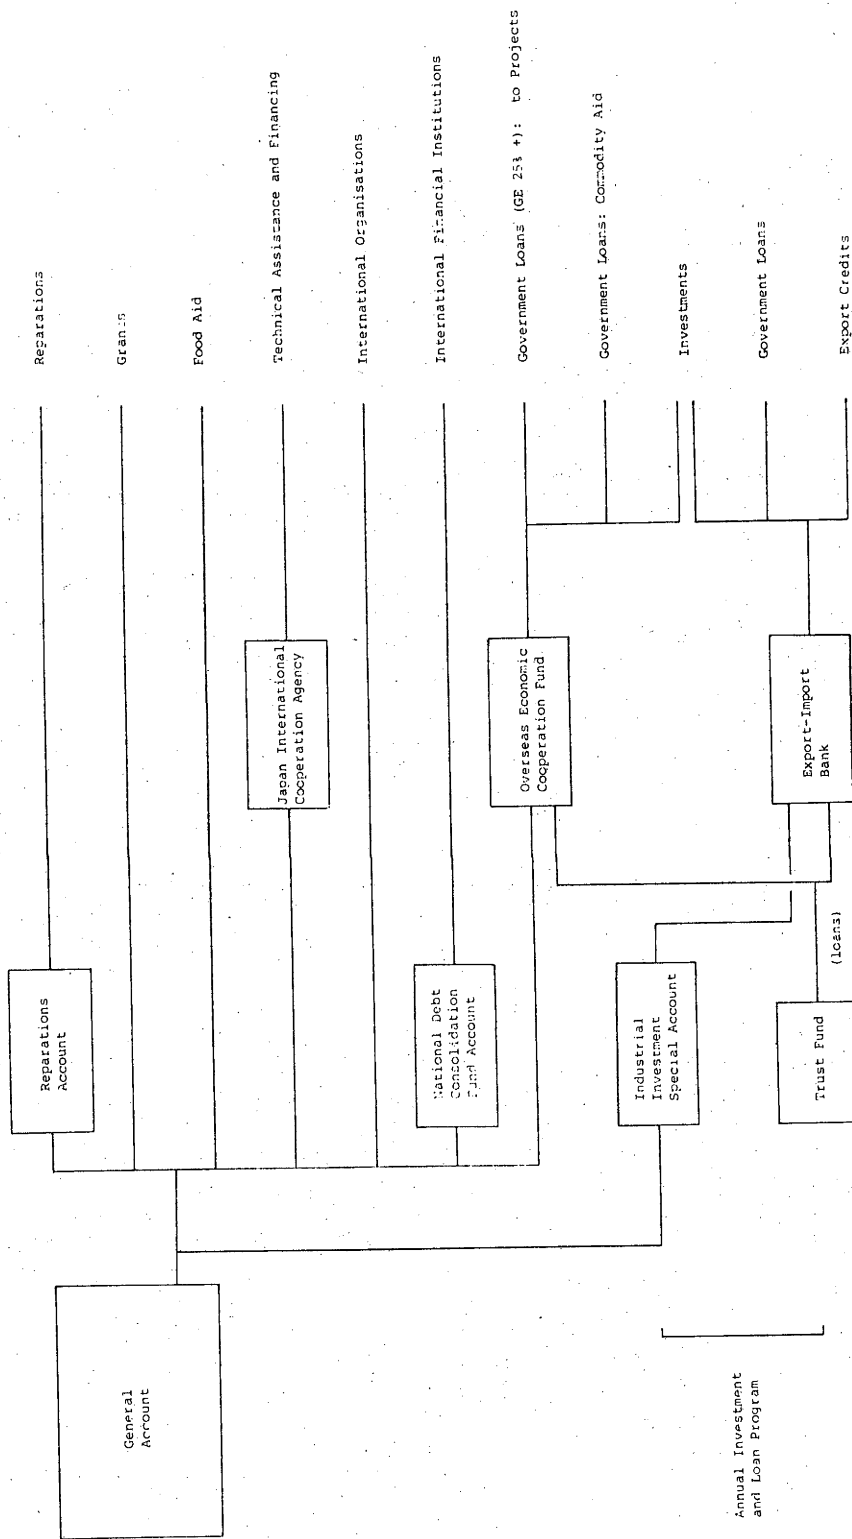 General
Account
Annual Investment
and Loan Program
Reparations
Account
National Debt
Consolidation
Fund Account
Industrial
Investment
Special Account
Trust Fund
(loans)
Japan International
Cooperation Agency
Overseas Economic
Cooperation Fund
Export-Import
Bank
Reparations
Grants
Food Aid
Technical Assistance and Financing
International Organisations
International Financial Institutions
Government Loans (GE 25% +): to Projects
Government Loans: Commodity Aid
Investments
Government Loans
Export Credits